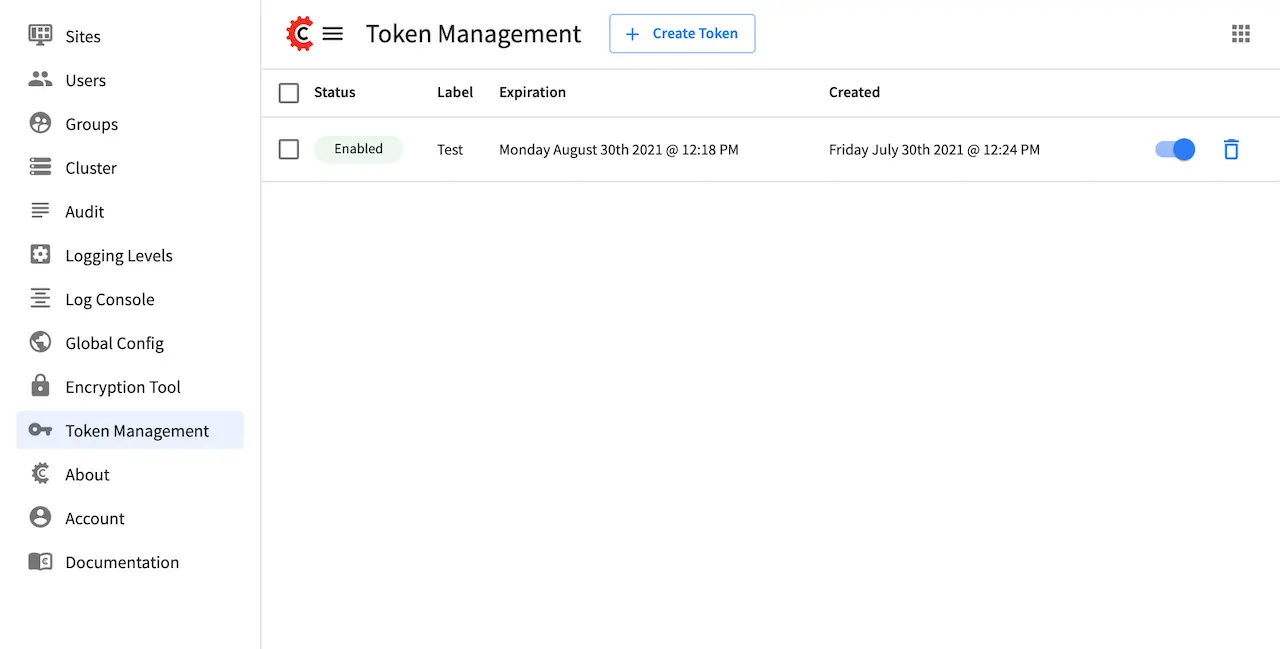 Sites
Users
Groups
Cluster
Audit
Logging Levels
Log Console
Global Config
Encryption Tool
Token Management
About
Account
Documentation
C Token Management + Create Token
Status Label Expiration Created
Enabled Test Monday August 30th 2021 @ 12:18 PM Friday July 30th 2021 @ 12:24 PM